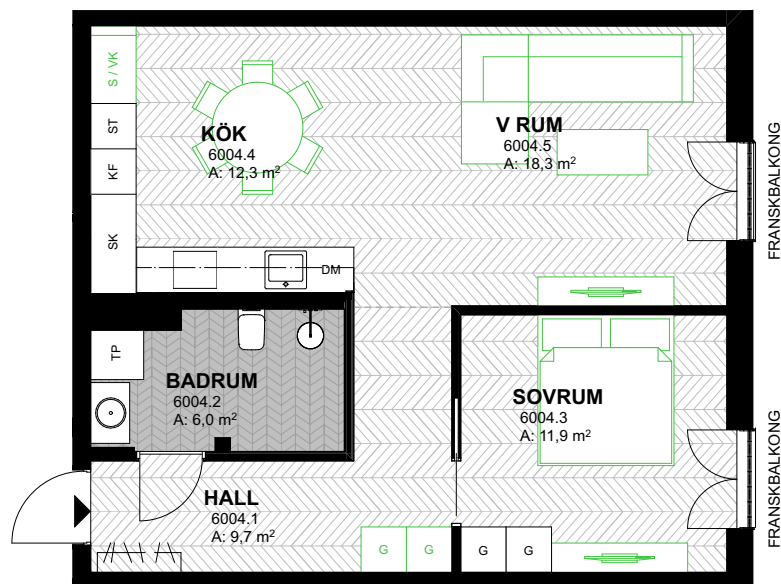 S / VK
ST
KF
SK
KÖK
6004.4
A: 12,3 m²
V RUM
6004.5
A: 18,3 m²
FRANSKBALKONG
DM
TP
BADRUM
6004.2
A: 6,0 m²
SOVRUM
6004.3
A: 11,9 m²
FRANSKBALKONG
HALL
6004.1
A: 9,7 m²
G
G
G
G